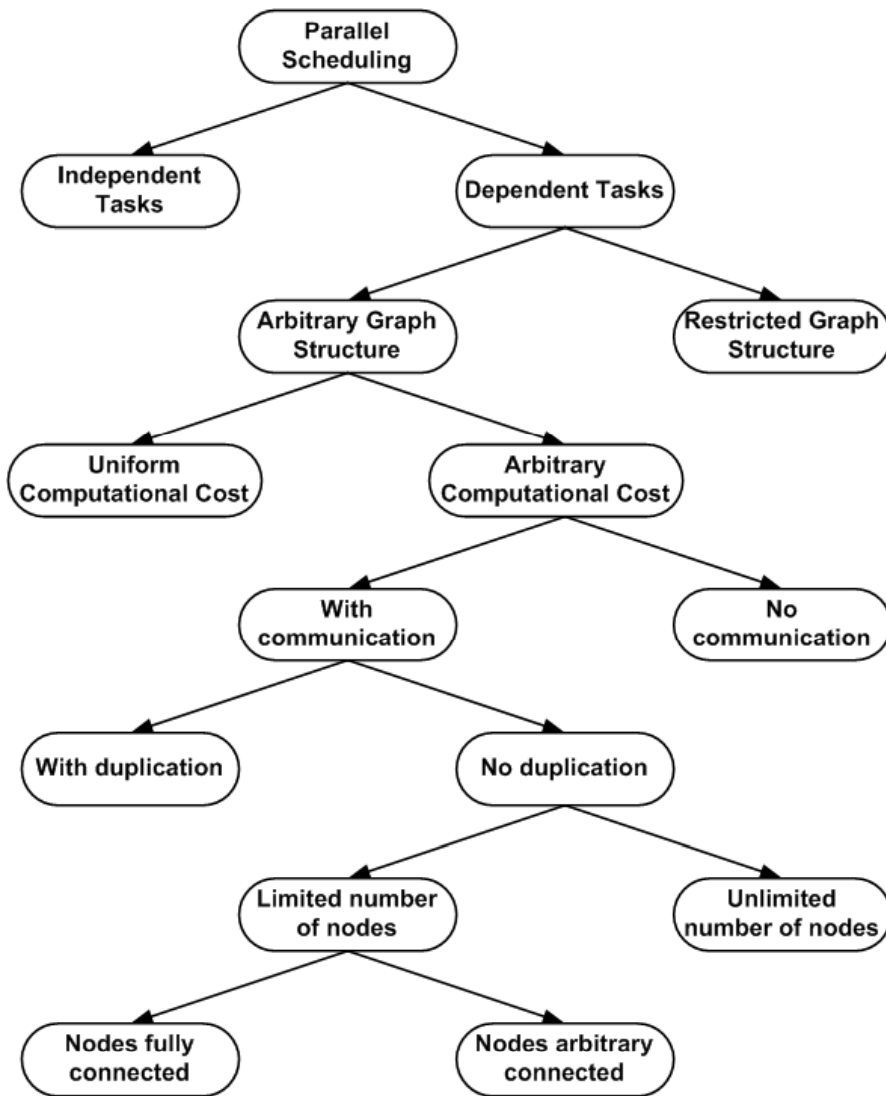 Parallel
Scheduling
Independent
Tasks
Dependent Tasks
Arbitrary Graph
Structure
Restricted Graph
Structure
Uniform
Computational Cost
Arbitrary
Computational Cost
With
communication
No
communication
With duplication
No duplication
Limited number
of nodes
Unlimited
number of nodes
Nodes fully
connected
Nodes arbitrary
connected